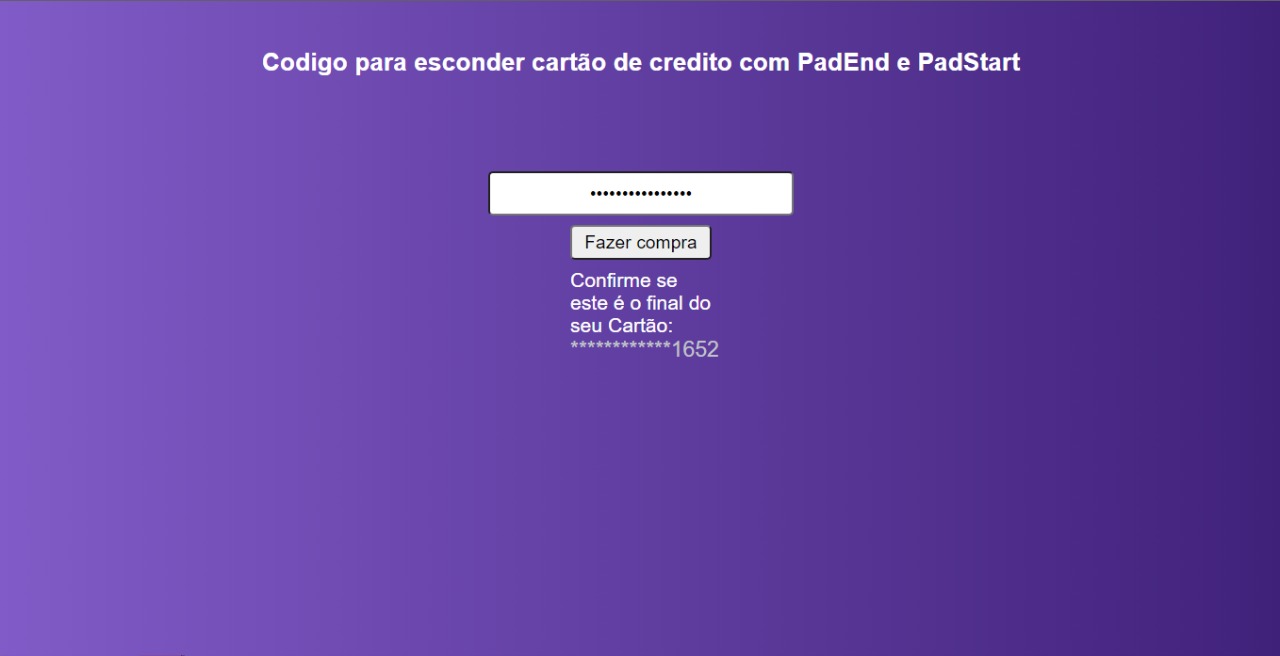 Codigo para esconder cartão de credito com PadEnd e PadStart
••••••••••••••••
Fazer compra
Confirme se
este é o final do
seu Cartão:
************1652